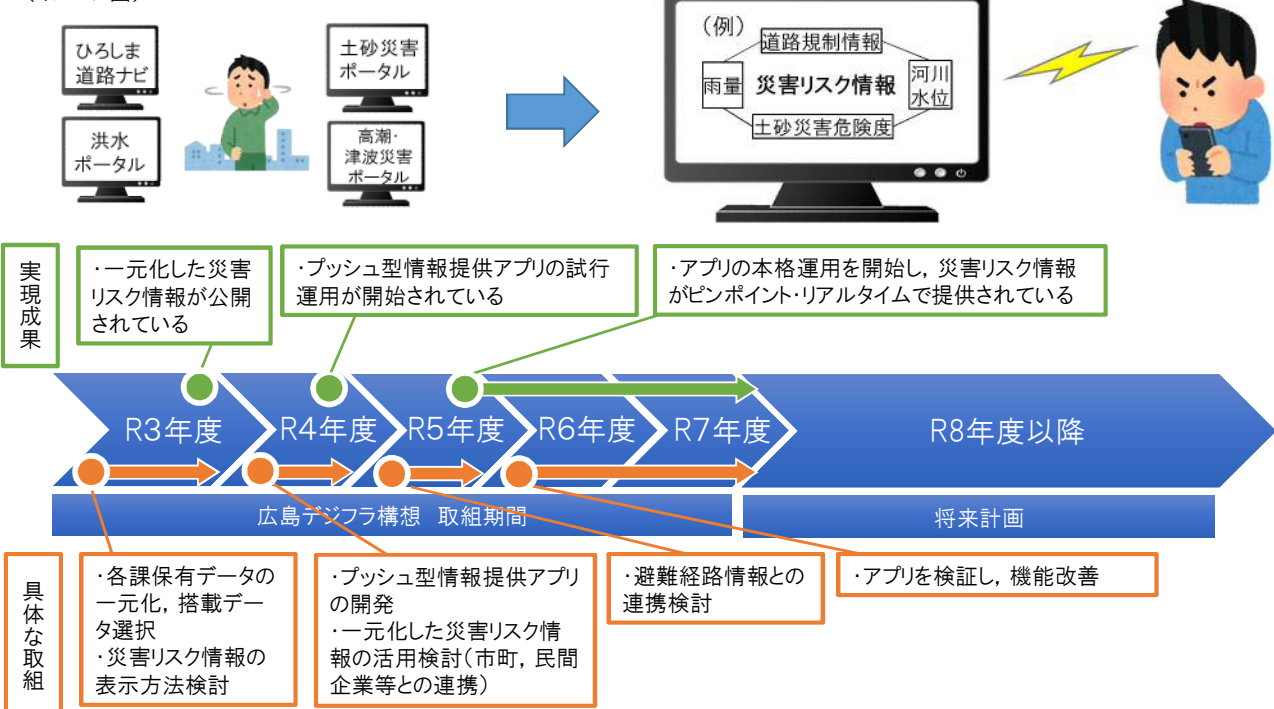 ひろしま
道路ナビ
土砂災害
ポータル
洪水
ポータル
高潮・
津波災害
ポータル
(例)
道路規制情報
雨量
災害リスク情報
河川
水位
土砂災害危険度
実現成果
・一元化した災害
リスク情報が公開
されている
・プッシュ型情報提供アプリの試行
運用が開始されている
・アプリの本格運用を開始し，災害リスク情報
がピンポイント・リアルタイムで提供されている
R3年度
R4年度
R5年度
R6年度
R7年度
R8年度以降
広島デジフラ構想　取組期間
将来計画
具体な取組
・各課保有データの
一元化，搭載デー
タ選択
・災害リスク情報の
表示方法検討
・プッシュ型情報提供アプリ
の開発
・一元化した災害リスク情
報の活用検討（市町，民間
企業等との連携）
・避難経路情報との
連携検討
・アプリを検証し，機能改善